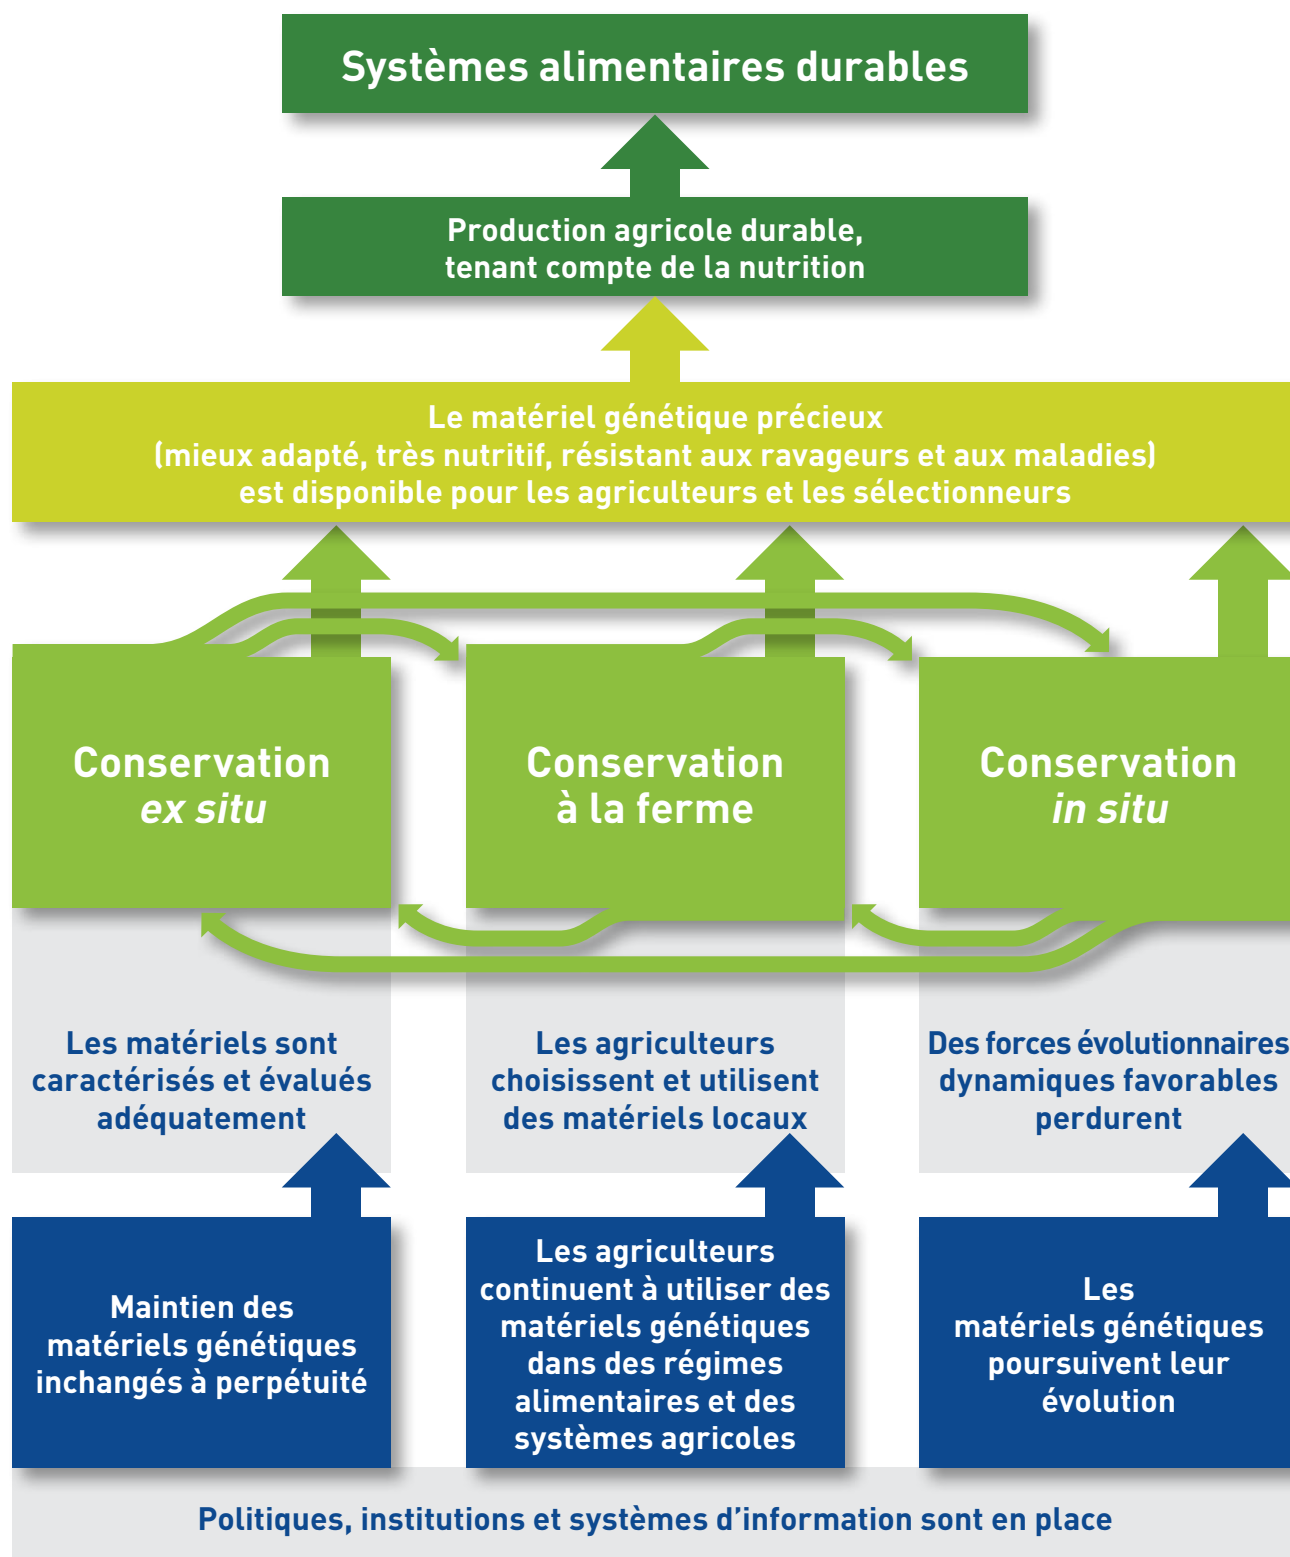 Systèmes alimentaires durables
Production agricole durable,
tenant compte de la nutrition
Le matériel génétique précieux
(mieux adapté, très nutritif, résistant aux ravageurs et aux maladies)
est disponible pour les agriculteurs et les sélectionneurs
Conservation
ex situ
Conservation
à la ferme
Conservation
in situ
Les matériels sont
caractérisés et évalués
adéquatement
Les agriculteurs
choisissent et utilisent
des matériels locaux
Des forces évolutionnaires
dynamiques favorables
perdurent
Maintien des
matériels génétiques
inchangés à perpétuité
Les agriculteurs
continuent à utiliser des
matériels génétiques
dans des régimes
alimentaires et des
systèmes agricoles
Les
matériels génétiques
poursuivent leur
évolution
Politiques, institutions et systèmes d’information sont en place